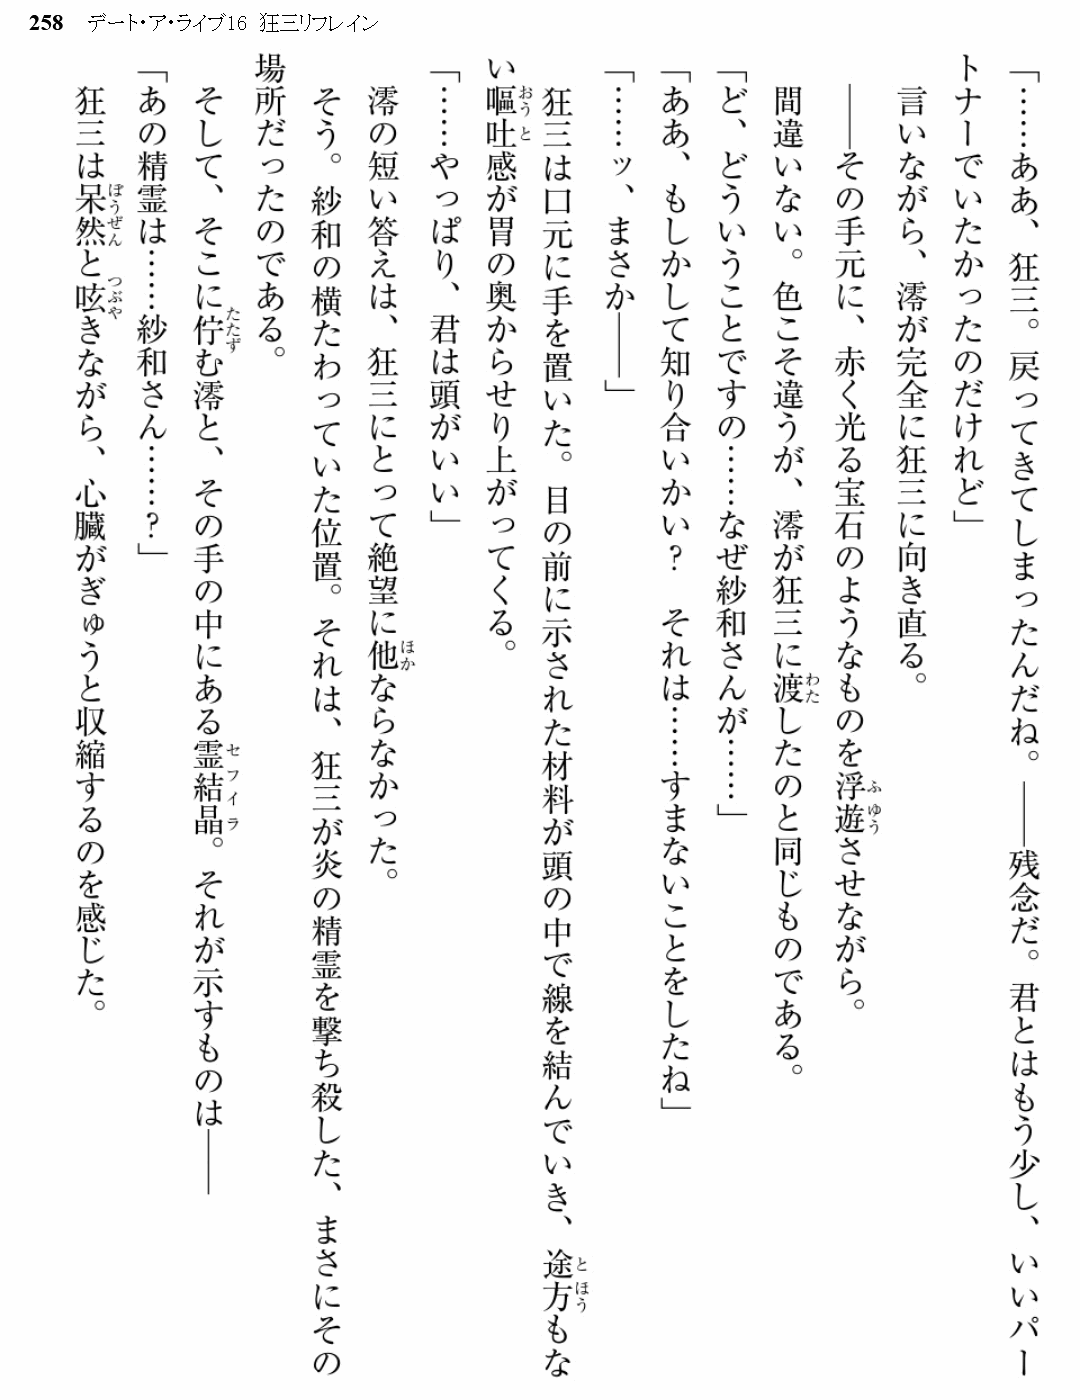 258 デート・ア・ライブ16 狂三リフレイン
「……ああ、狂三。戻ってきてしまったんだね。――残念だ。君とはもう少し、いいパー
トナーでいたかったのだけれど」
言いながら、澪が完全に狂三に向き直る。
――その手元に、赤く光る宝石のようなものを浮遊させながら。
間違いない。色こそ違うが、澪が狂三に渡したのと同じものである。
「ど、どういうことですの……なぜ紗和さんが……」
「ああ、もしかして知り合いかい？　それは……すまないことをしたね」
「……ッ、まさか――」
狂三は口元に手を置いた。目の前に示された材料が頭の中で線を結んでいき、途方もな
い嘔吐感が胃の奥からせり上がってくる。
「……やっぱり、君は頭がいい」
澪の短い答えは、狂三にとって絶望に他ならなかった。
そう。紗和の横たわっていた位置。それは、狂三が炎の精霊を撃ち殺した、まさにその
場所だったのである。
そして、そこに佇む澪と、その手の中にある霊結晶。それが示すものは――
「あの精霊は……紗和さん……？」
狂三は呆然と呟きながら、心臓がぎゅうと収縮するのを感じた。